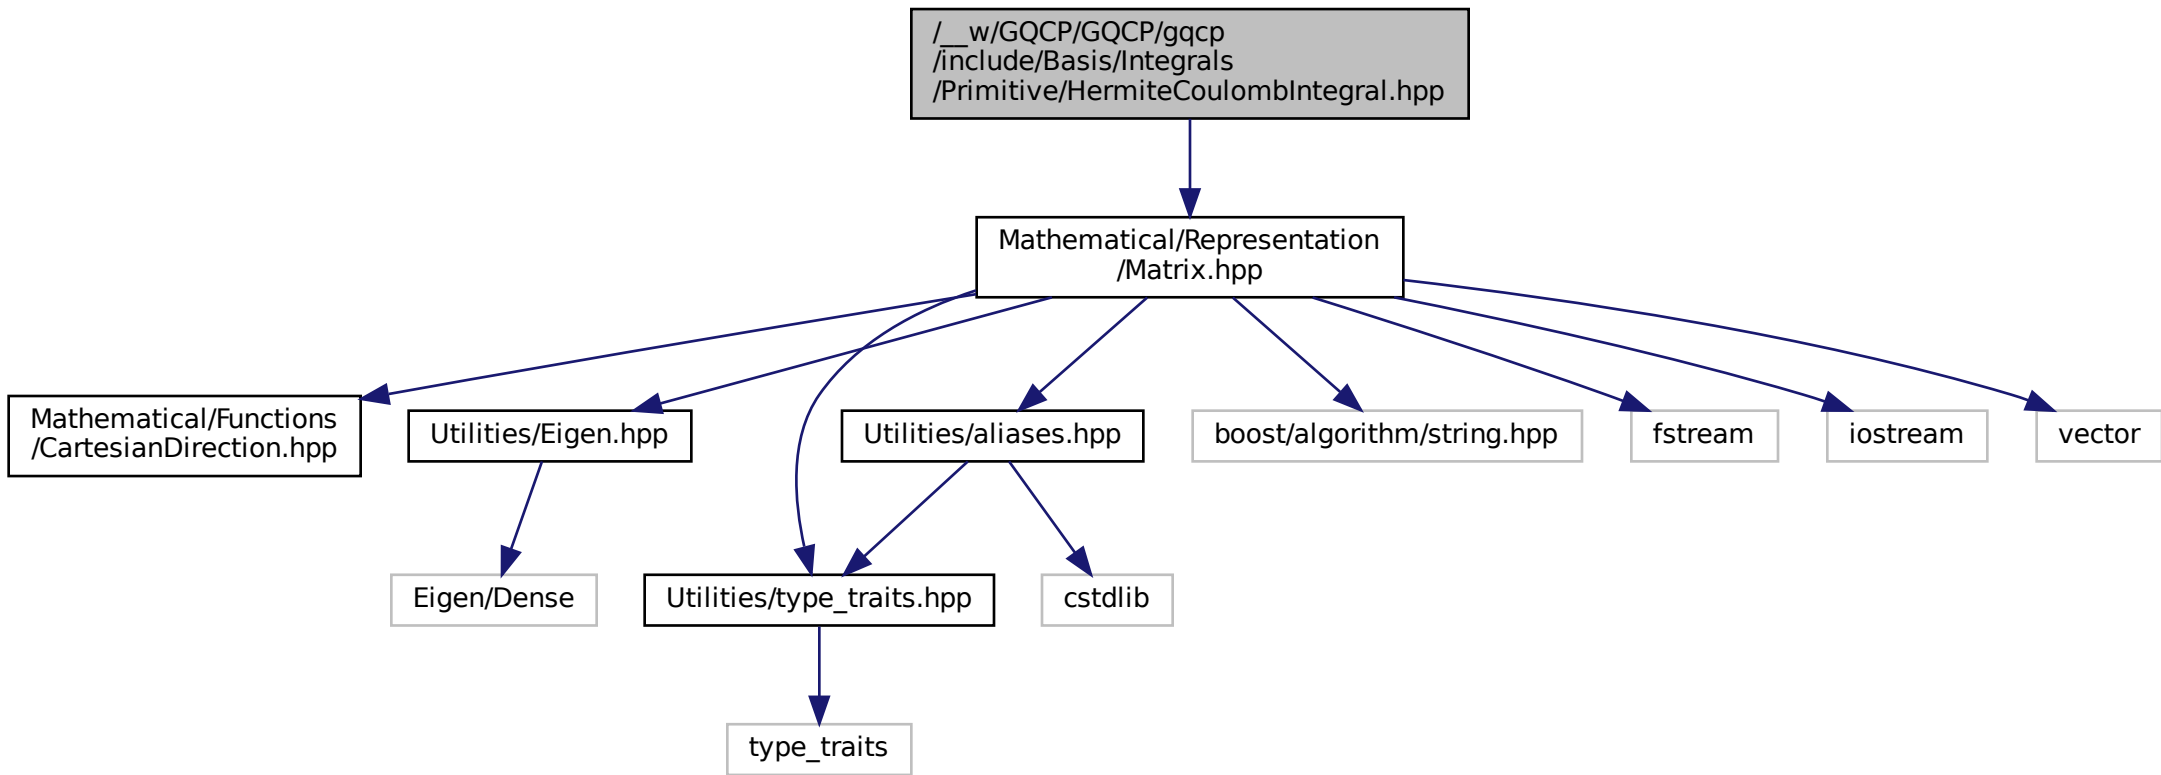 /__w/GQCP/GQCP/gqcp
/include/Basis/Integrals
/Primitive/HermiteCoulombIntegral.hpp
Mathematical/Representation
/Matrix.hpp
Mathematical/Functions
/CartesianDirection.hpp
Utilities/Eigen.hpp
Utilities/aliases.hpp
boost/algorithm/string.hpp
fstream
iostream
vector
Eigen/Dense
Utilities/type_traits.hpp
cstdlib
type_traits